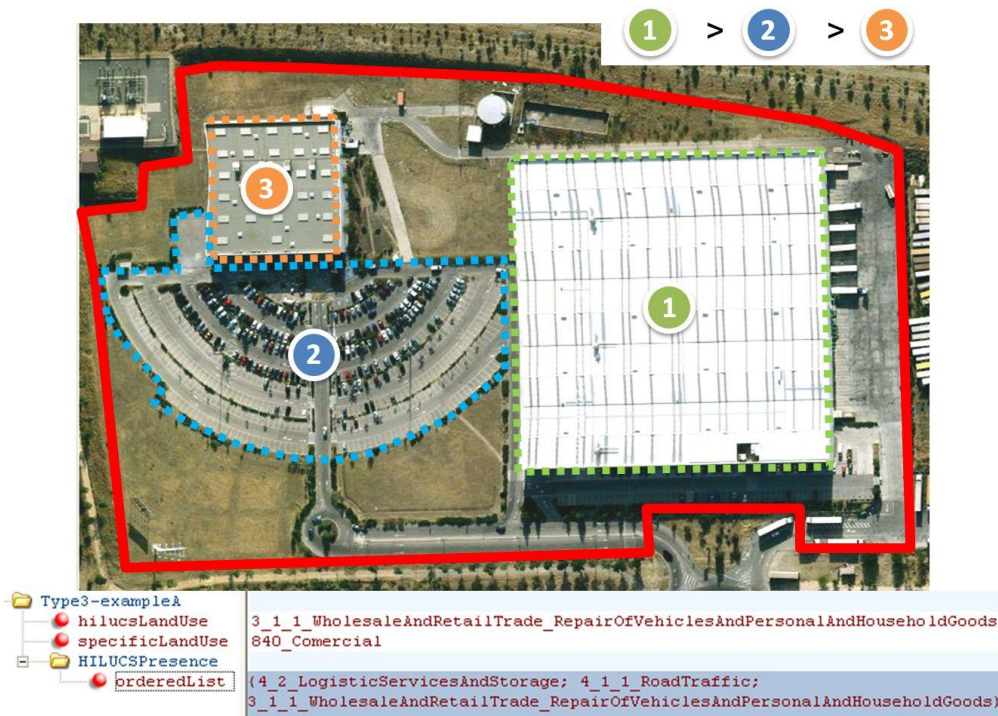 1 > 2 > 3
3
1
2
Type3-exampleA
hilucsLandUse 3_1_1_WholesaleAndRetailTrade_RepairOfVehiclesAndPersonalAndHouseholdGoods
specificLandUse 840_Comercial
HILUCSPresence
orderedList {4_2_LogisticServicesAndStorage; 4_1_1_RoadTraffic;
3_1_1_WholesaleAndRetailTrade_RepairOfVehiclesAndPersonalAndHouseholdGoods}